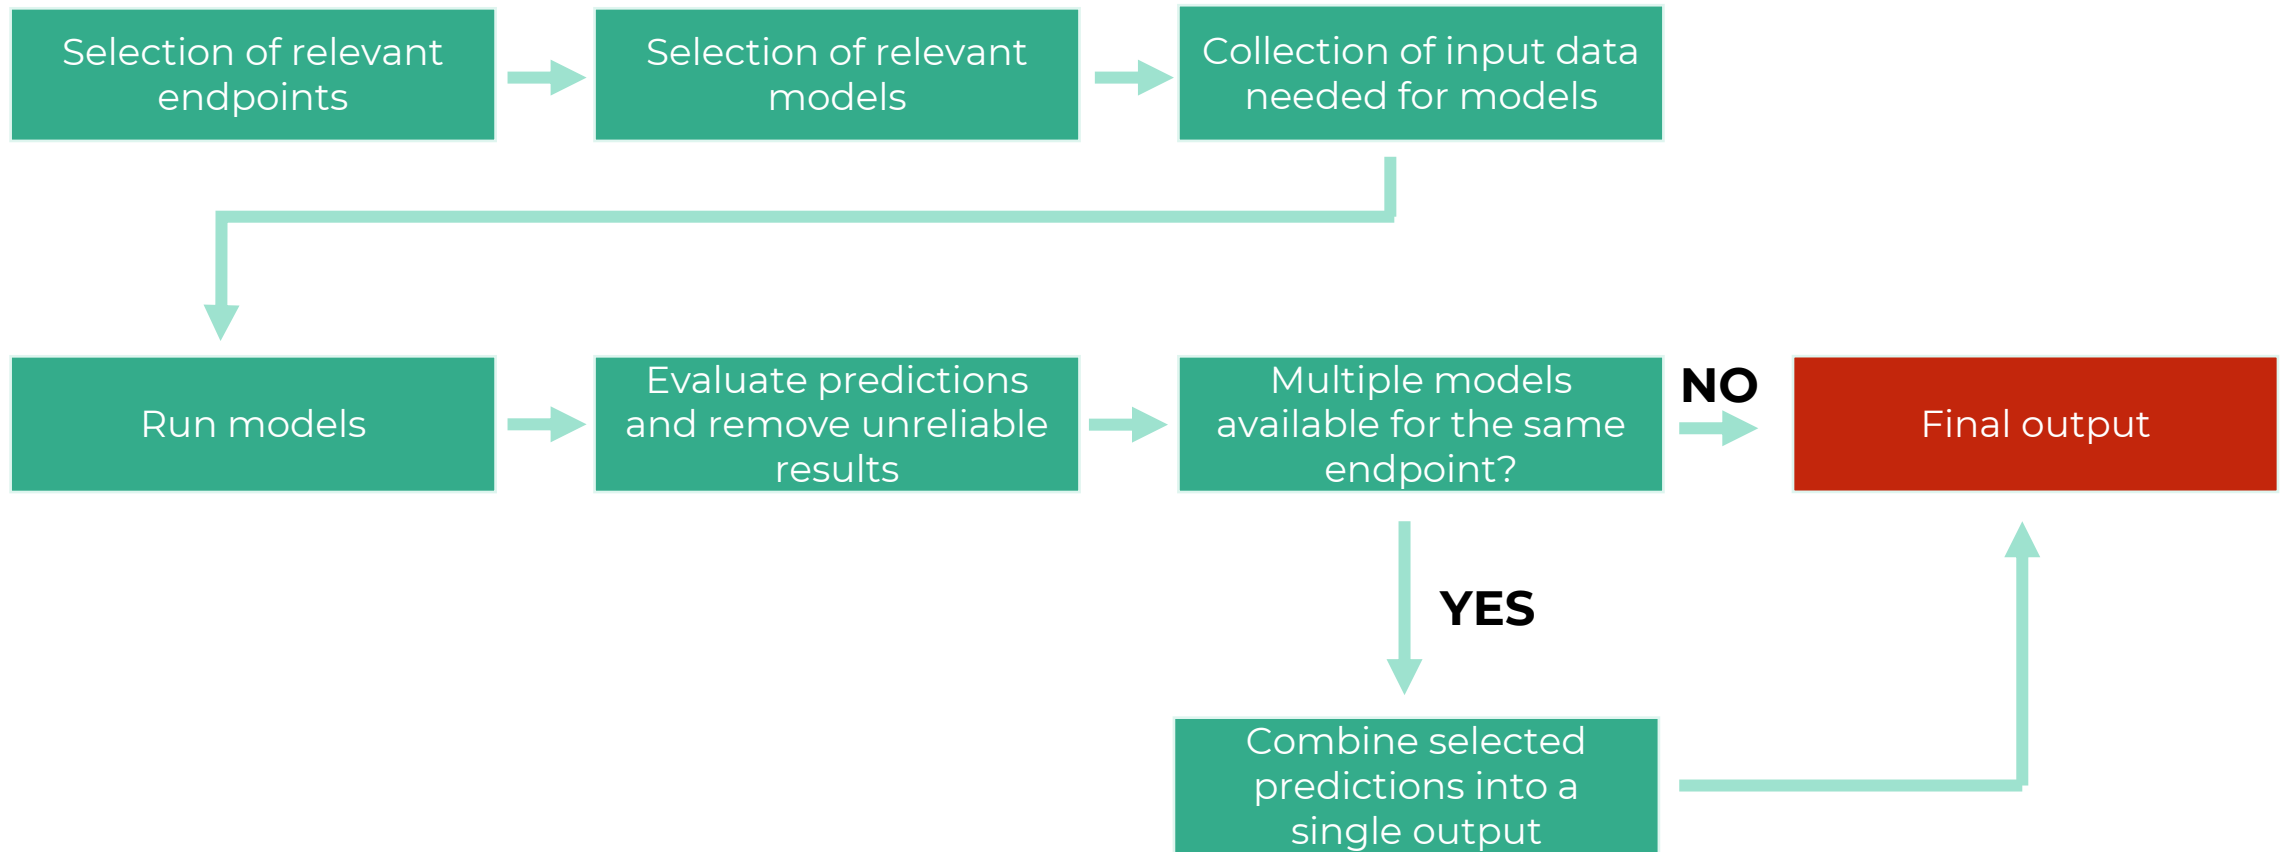 Selection of relevant
endpoints
Selection of relevant
models
Collection of input data
needed for models
Run models
Evaluate predictions
and remove unreliable
results
Multiple models
available for the same
endpoint?
NO
Final output
YES
Combine selected
predictions into a
single output